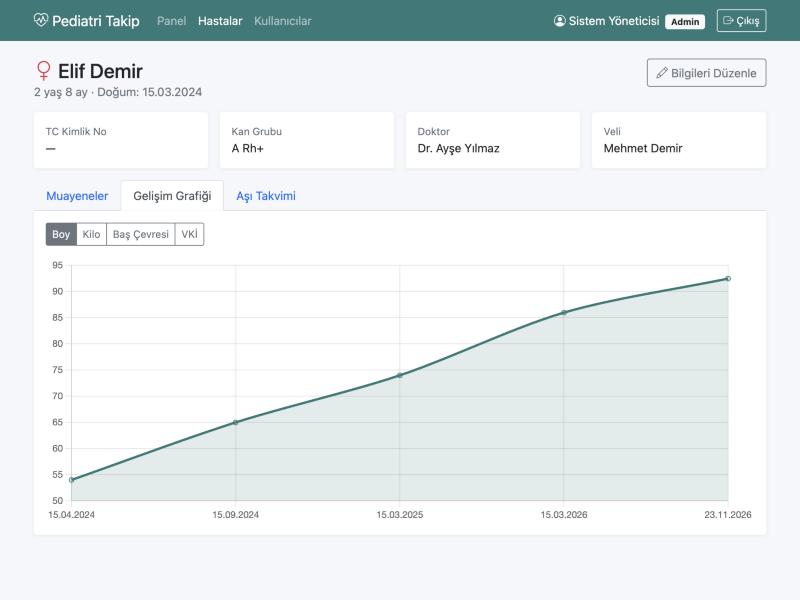 Pediatri Takip Panel Hastalar Kullanıcılar Sistem Yöneticisi Admin Çıkış
Elif Demir
Bilgileri Düzenle
2 yaş 8 ay · Doğum: 15.03.2024
TC Kimlik No
—
Kan Grubu
A Rh+
Doktor
Dr. Ayşe Yılmaz
Veli
Mehmet Demir
Muayeneler Gelişim Grafiği Aşı Takvimi
Boy Kilo Baş Çevresi VKİ
95
90
85
80
75
70
65
60
55
50
15.04.2024 15.09.2024 15.03.2025 15.03.2026 23.11.2026